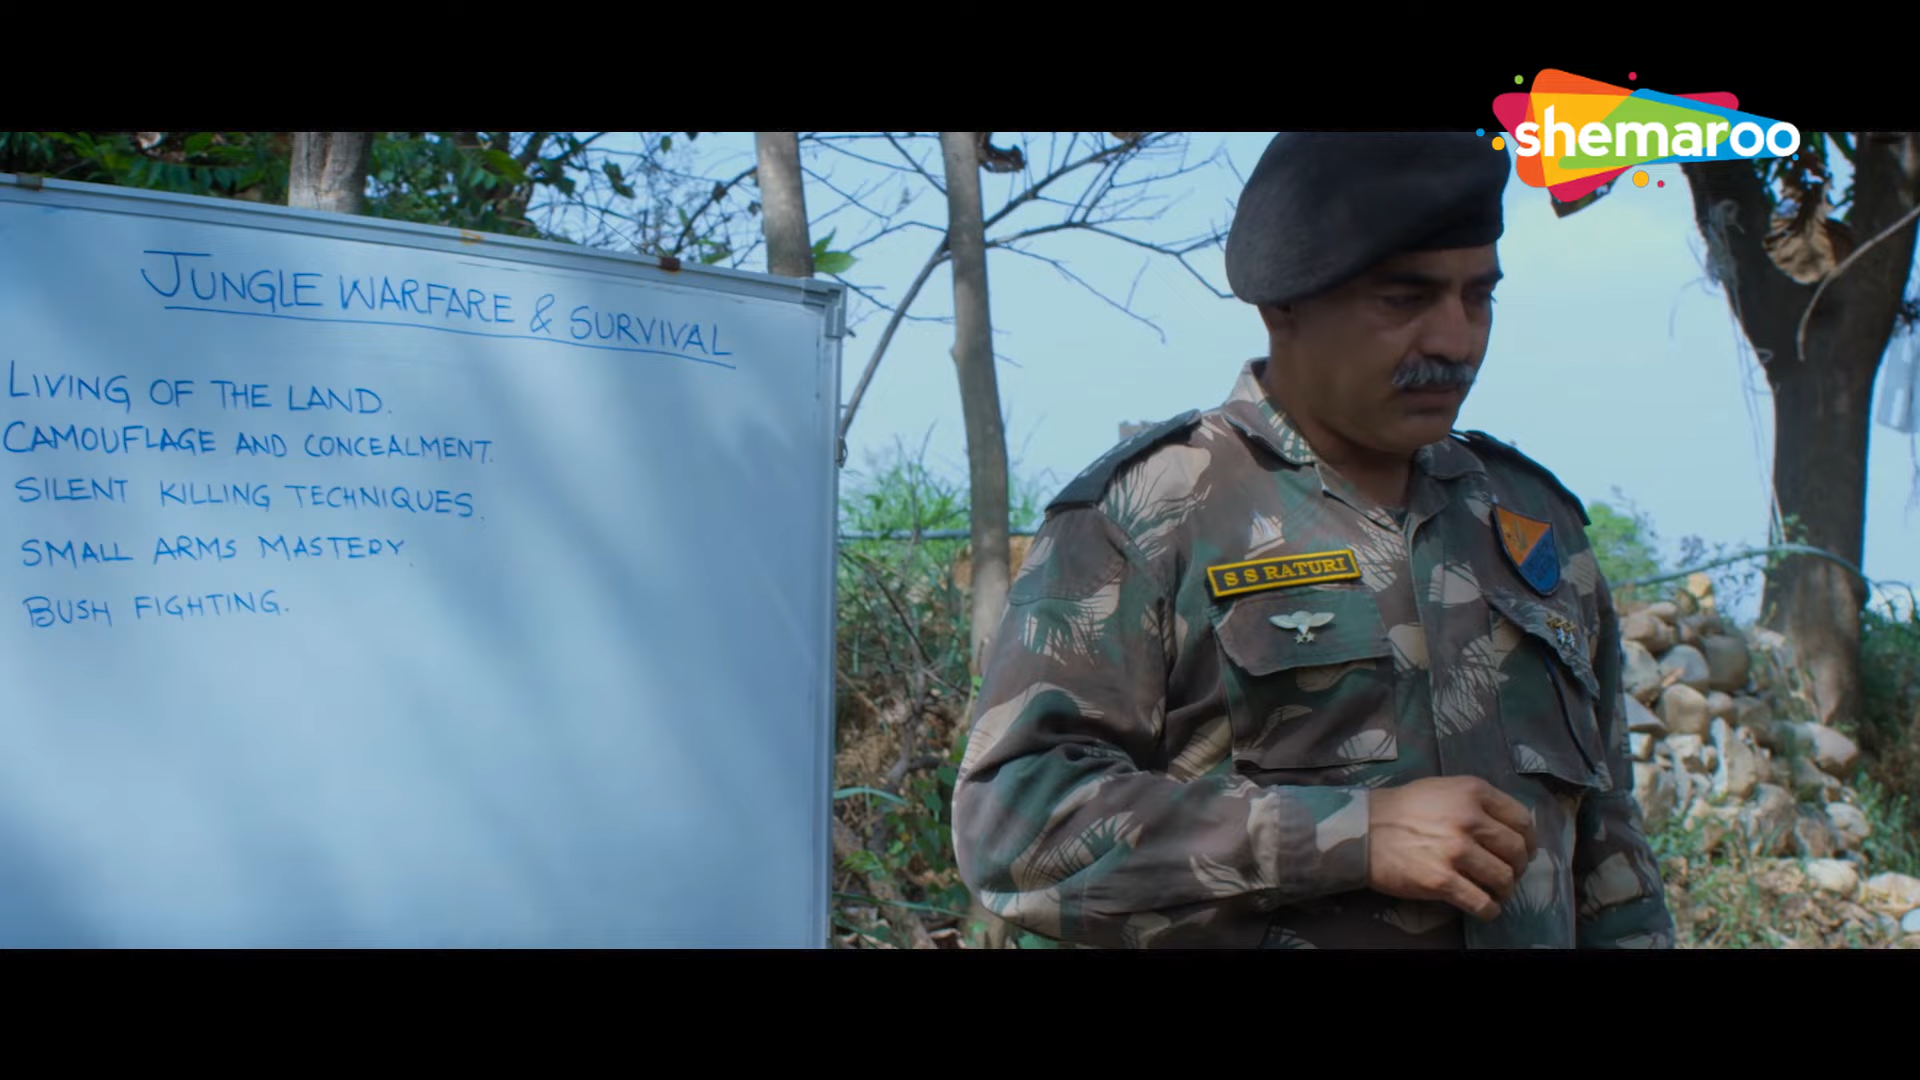 shemaroo
JUNGLE WARFARE & SURVIVAL
LIVING OF THE LAND.
CAMOUFLAGE AND CONCEALMENT.
SILENT KILLING TECHNIQUES.
SMALL ARMS MASTERY.
BUSH FIGHTING.
S S RATURI